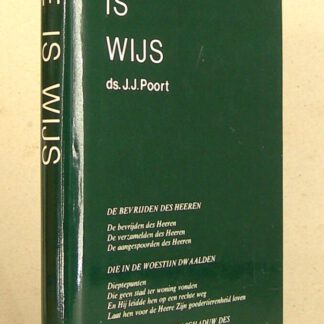 IS
WIJS
ds. J.J. Poort
DE BEVRIJDEN DES HEEREN
De bevrijden des Heeren
De verzamelden des Heeren
De aangespoorden des Heeren
DIE IN DE WOESTIJN DWAALDEN
Dieptepunten
Die geen stad ter woning vonden
En Hij leidde hen op een rechte weg
Laat hen voor de Heere Zijn goedertierenheid loven
SCHADUW DES
E IS WIJS